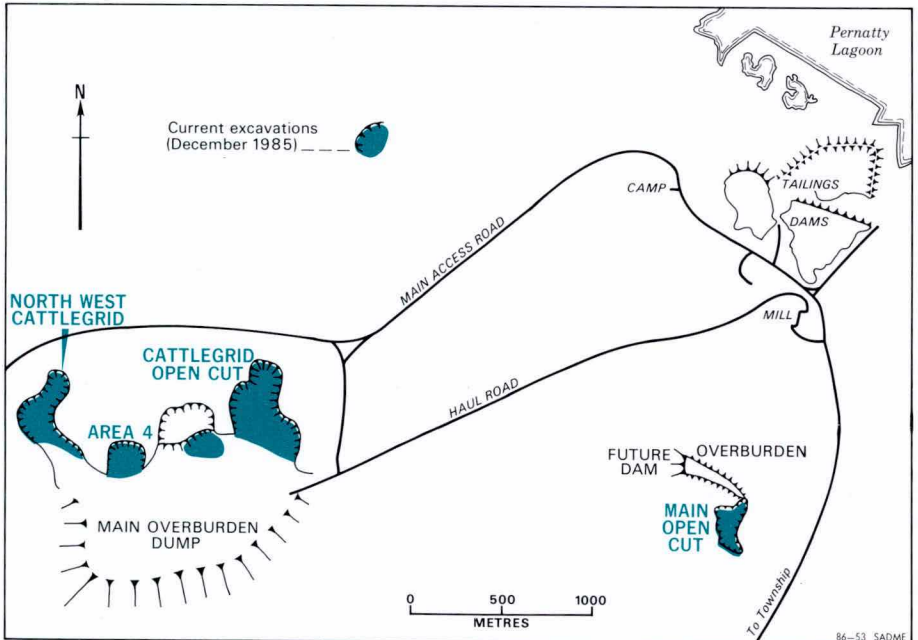 Pernatty
Lagoon
N
Current excavations
(December 1985)
CAMP
TAILINGS
DAMS
MAIN ACCESS ROAD
NORTH WEST
CATTLEGRID
MILL
CATTLEGRID
OPEN CUT
HAUL ROAD
AREA 4
FUTURE
DAM
OVERBURDEN
MAIN
OPEN
CUT
MAIN OVERBURDEN
DUMP
0 500 1000
METRES
To Township
86–53 SADME